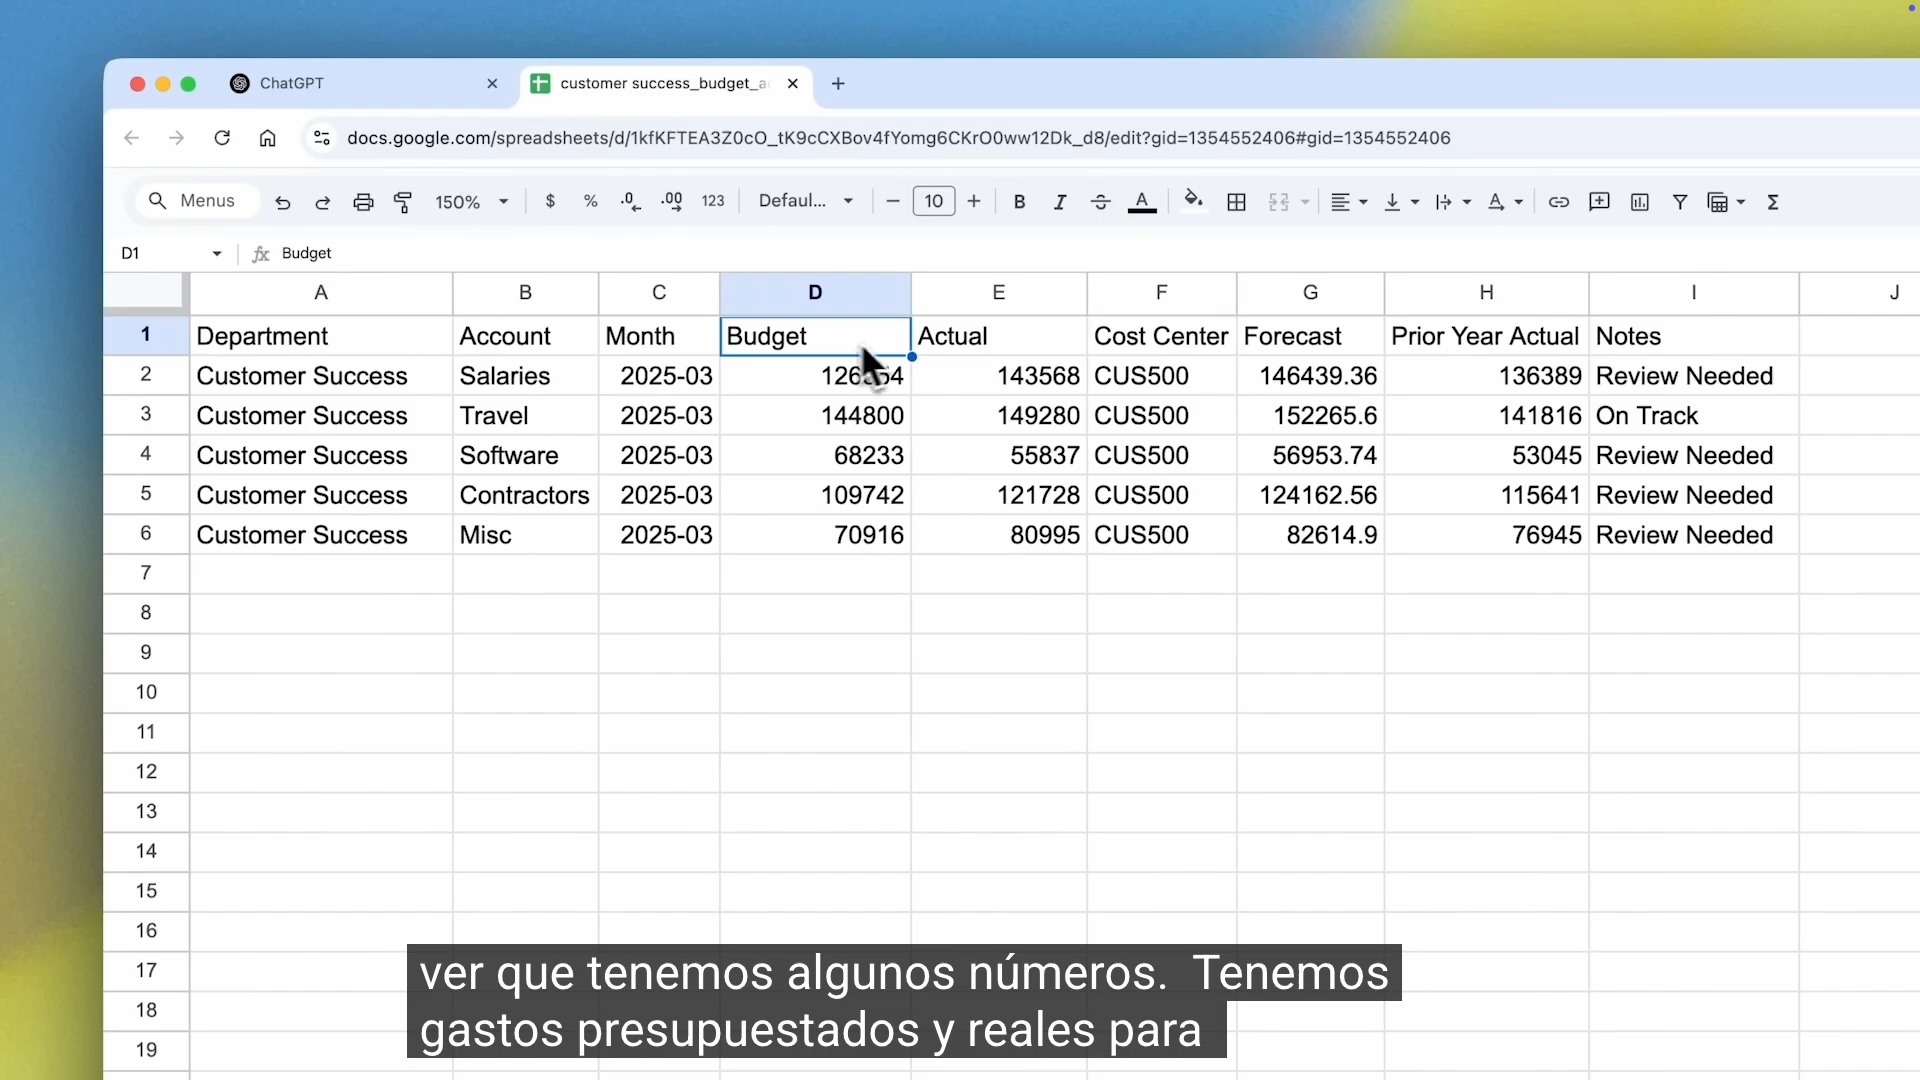 ChatGPT
customer success_budget_a
docs.google.com/spreadsheets/d/1kfKFTEA3Z0cO_tK9cCXBov4fYomg6CKrO0ww12Dk_d8/edit?gid=1354552406#gid=1354552406
Menus 150% $ % .0 .00 123 Defaul... 10 B I A
D1 fx Budget
A B C D E F G H I J
1 Department Account Month Budget Actual Cost Center Forecast Prior Year Actual Notes
2 Customer Success Salaries 2025-03 143568 CUS500 146439.36 136389 Review Needed
3 Customer Success Travel 2025-03 144800 149280 CUS500 152265.6 141816 On Track
4 Customer Success Software 2025-03 68233 55837 CUS500 56953.74 53045 Review Needed
5 Customer Success Contractors 2025-03 109742 121728 CUS500 124162.56 115641 Review Needed
6 Customer Success Misc 2025-03 70916 80995 CUS500 82614.9 76945 Review Needed
7
8
9
10
11
12
13
14
15
16
17
18
19
ver que tenemos algunos números. Tenemos
gastos presupuestados y reales para